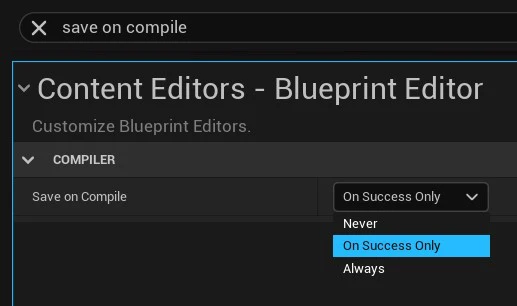 save on compile
Content Editors - Blueprint Editor
Customize Blueprint Editors.
COMPILER
Save on Compile On Success Only
Never
On Success Only
Always